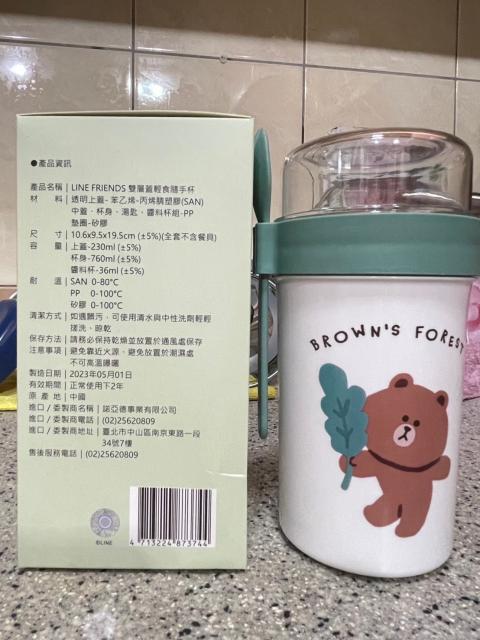 ●產品資訊
產品名稱｜LINE FRIENDS 雙層蓋輕食隨手杯
材　　料｜透明上蓋-苯乙烯-丙烯腈塑膠(SAN)
中蓋、杯身、湯匙、醬料杯組-PP
墊圈-矽膠
尺　　寸｜10.6x9.5x19.5cm (±5%)(全套不含餐具)
容　　量｜上蓋-230ml (±5%)
杯身-760ml (±5%)
醬料杯-36ml (±5%)
耐　　溫｜SAN 0-80°C
PP 0-100°C
矽膠 0-100°C
清潔方式｜如遇髒污，可使用清水與中性洗劑輕輕
搓洗、晾乾
保存方法｜請務必保持乾燥並放置於通風處保存
注意事項｜避免靠近火源、避免放置於潮濕處
不可高溫曝曬
製造日期｜2023年05月01日
有效期間｜正常使用下2年
原 產 地｜中國
進口 / 委製商名稱｜諾亞德事業有限公司
進口 / 委製商電話｜(02)25620809
進口 / 委製商地址｜臺北市中山區南京東路一段
34號7樓
售後服務電話｜(02)25620809
4 713224 873744
©LINE
BROWN'S FOREST